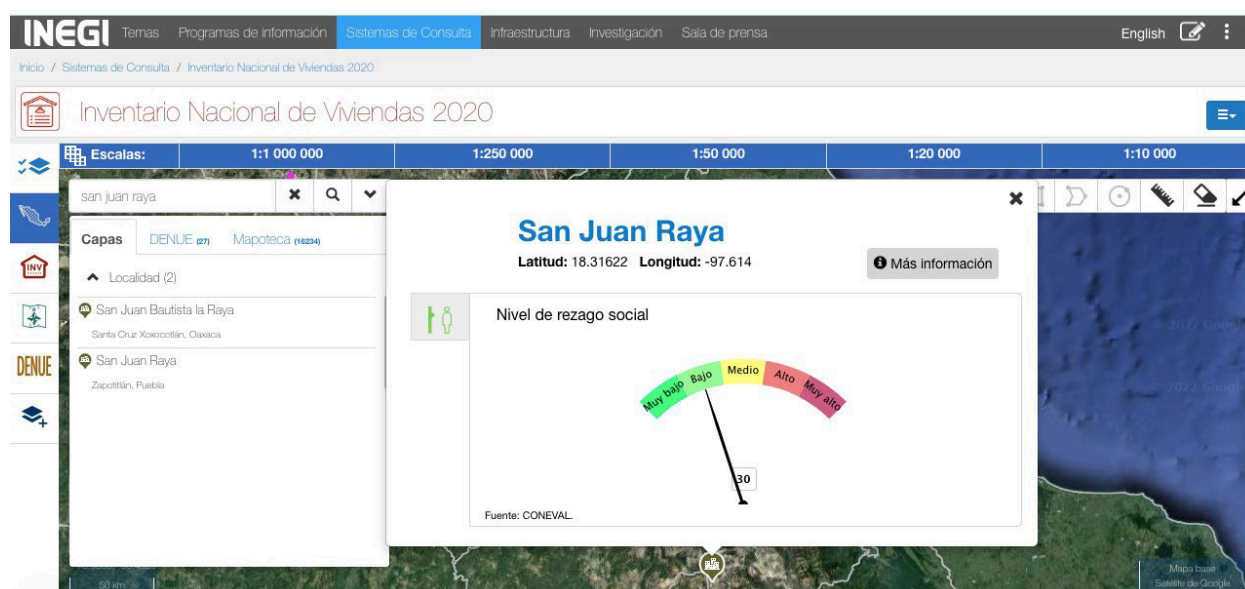 INEGI Temas Programas de información Sistemas de Consulta Infraestructura Investigación Sala de prensa English
Inicio / Sistemas de Consulta / Inventario Nacional de Viviendas 2020
Inventario Nacional de Viviendas 2020
Escalas: 1:1 000 000 1:250 000 1:50 000 1:20 000 1:10 000
san juan raya
Capas DENUE (27) Mapoteca (16234)
Localidad (2)
San Juan Bautista la Raya
Santa Cruz Xoxocotlán, Oaxaca
San Juan Raya
Zapotitlán, Puebla
INV
DENUE
San Juan Raya
Latitud: 18.31622 Longitud: -97.614
Más información
Nivel de rezago social
Muy bajo Bajo Medio Alto Muy alto
30
Fuente: CONEVAL.
2022 Google
© 2022 Google
50 km
Mapa base
Satélite de Google